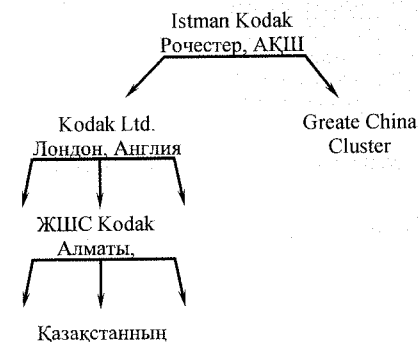 Istman Kodak
Рочестер, АҚШ
Kodak Ltd.
Лондон, Англия
Greate China
Cluster
ЖШС Kodak
Алматы,
Қазақстанның